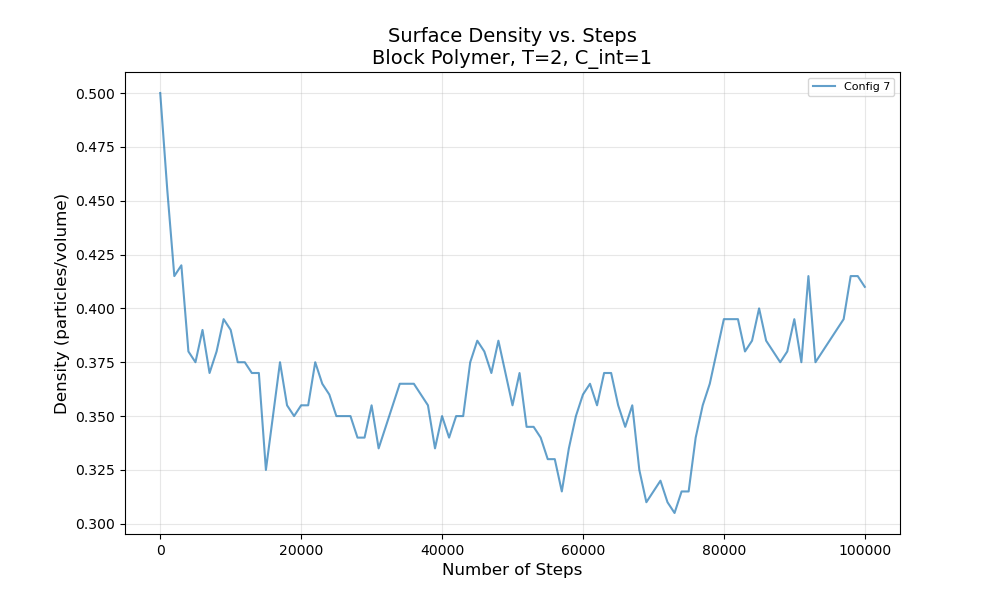 Surface Density vs. Steps
Block Polymer, T=2, C_int=1
Config 7
Density (particles/volume)
0.500
0.475
0.450
0.425
0.400
0.375
0.350
0.325
0.300
0 20000 40000 60000 80000 100000
Number of Steps